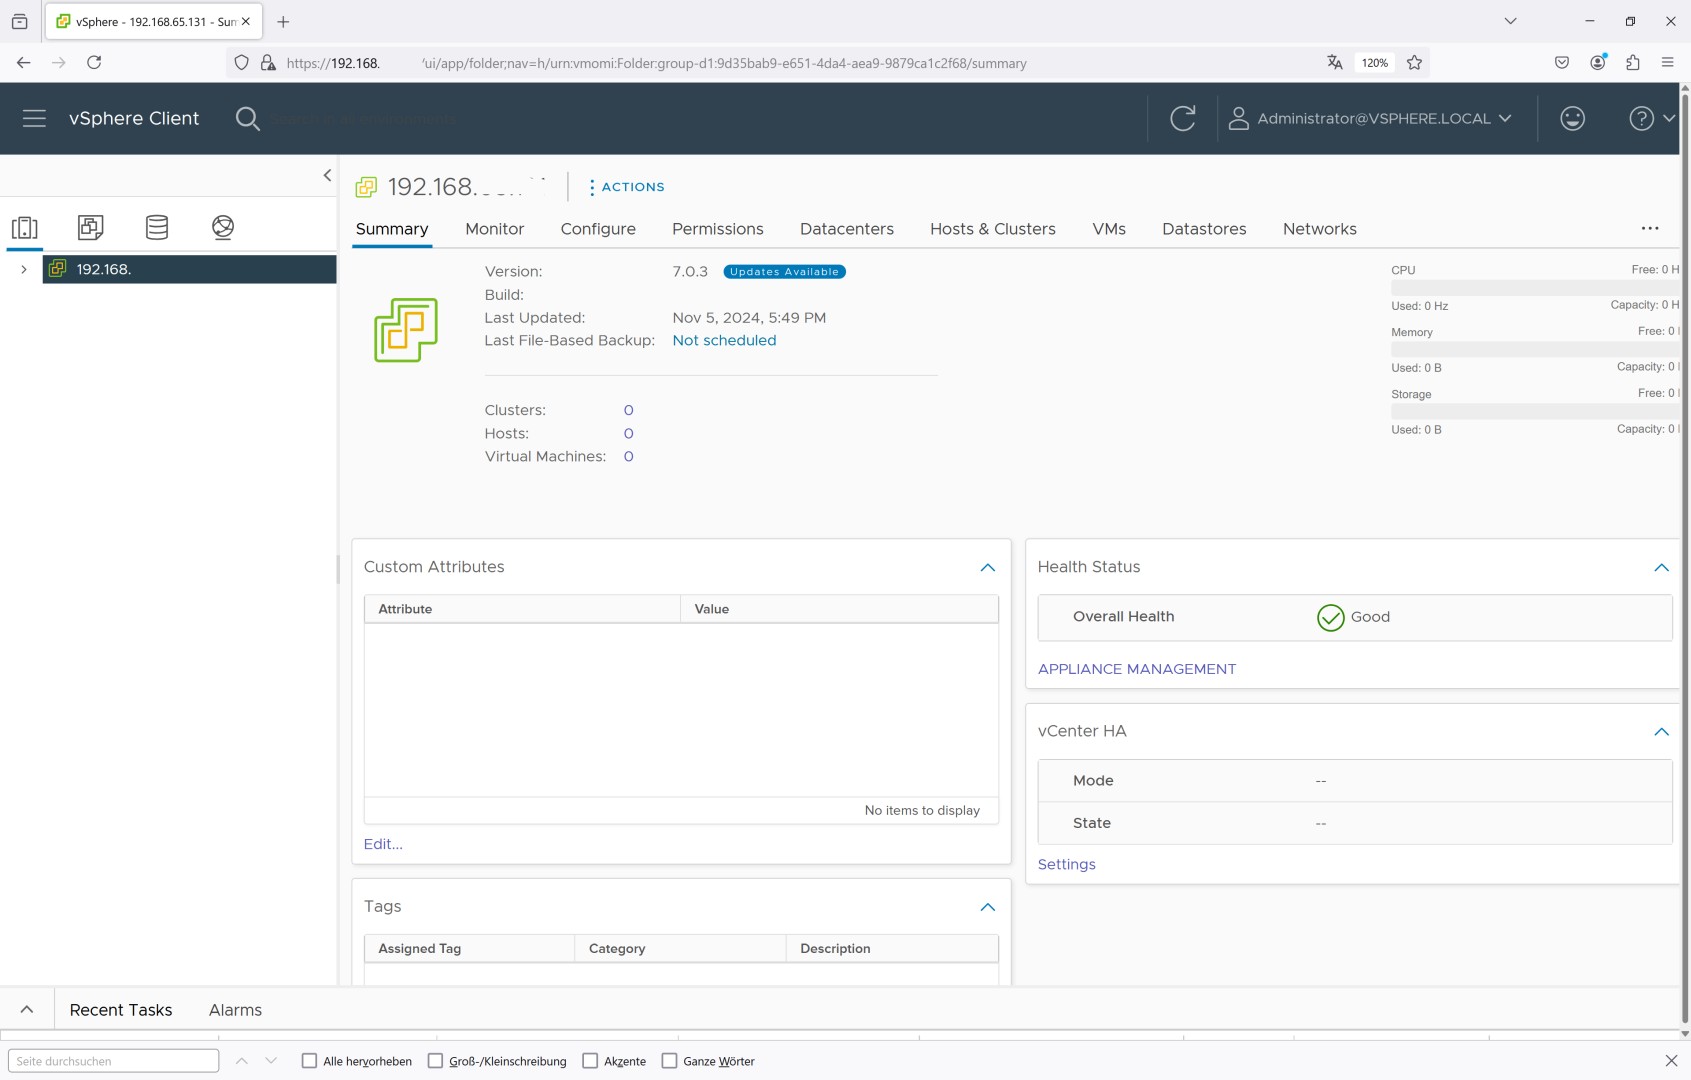 vSphere - 192.168.65.131 - Sum
https://192.168. /ui/app/folder;nav=h/urn:vmomi:Folder:group-d1:9d35bab9-e651-4da4-aea9-9879ca1c2f68/summary
120%
vSphere Client
Administrator@VSPHERE.LOCAL
192.168.
ACTIONS
Summary Monitor Configure Permissions Datacenters Hosts & Clusters VMs Datastores Networks
192.168.
Version: 7.0.3 Updates Available
Build:
Last Updated: Nov 5, 2024, 5:49 PM
Last File-Based Backup: Not scheduled
Clusters: 0
Hosts: 0
Virtual Machines: 0
CPU Free: 0 H
Used: 0 Hz Capacity: 0 H
Memory Free: 0
Used: 0 B Capacity: 0
Storage Free: 0
Used: 0 B Capacity: 0
Custom Attributes
Attribute Value
No items to display
Edit...
Tags
Assigned Tag Category Description
Health Status
Overall Health Good
APPLIANCE MANAGEMENT
vCenter HA
Mode --
State --
Settings
Recent Tasks Alarms
Seite durchsuchen Alle hervorheben Groß-/Kleinschreibung Akzente Ganze Wörter